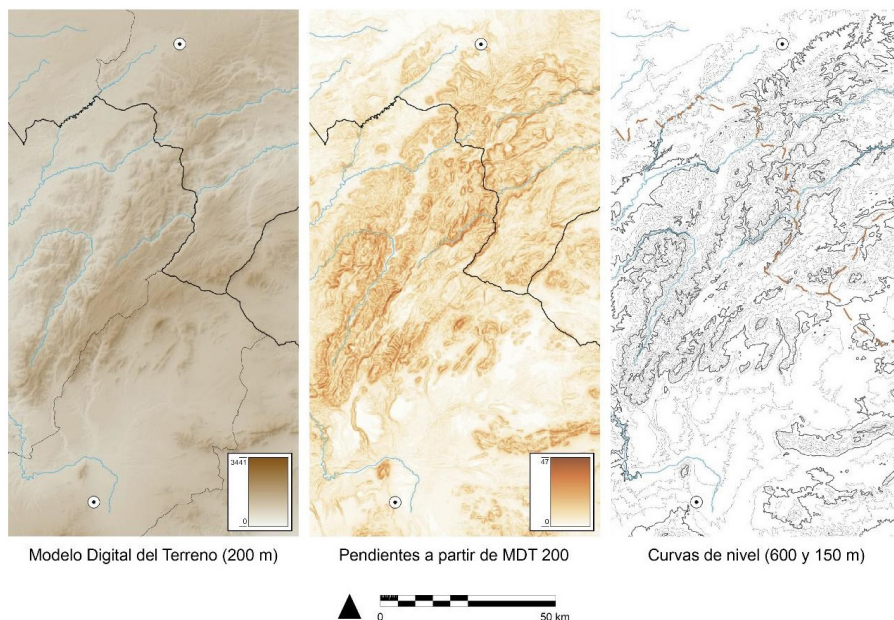 3441
0
47
0
Modelo Digital del Terreno (200 m)
Pendientes a partir de MDT 200
Curvas de nivel (600 y 150 m)
0
50 km